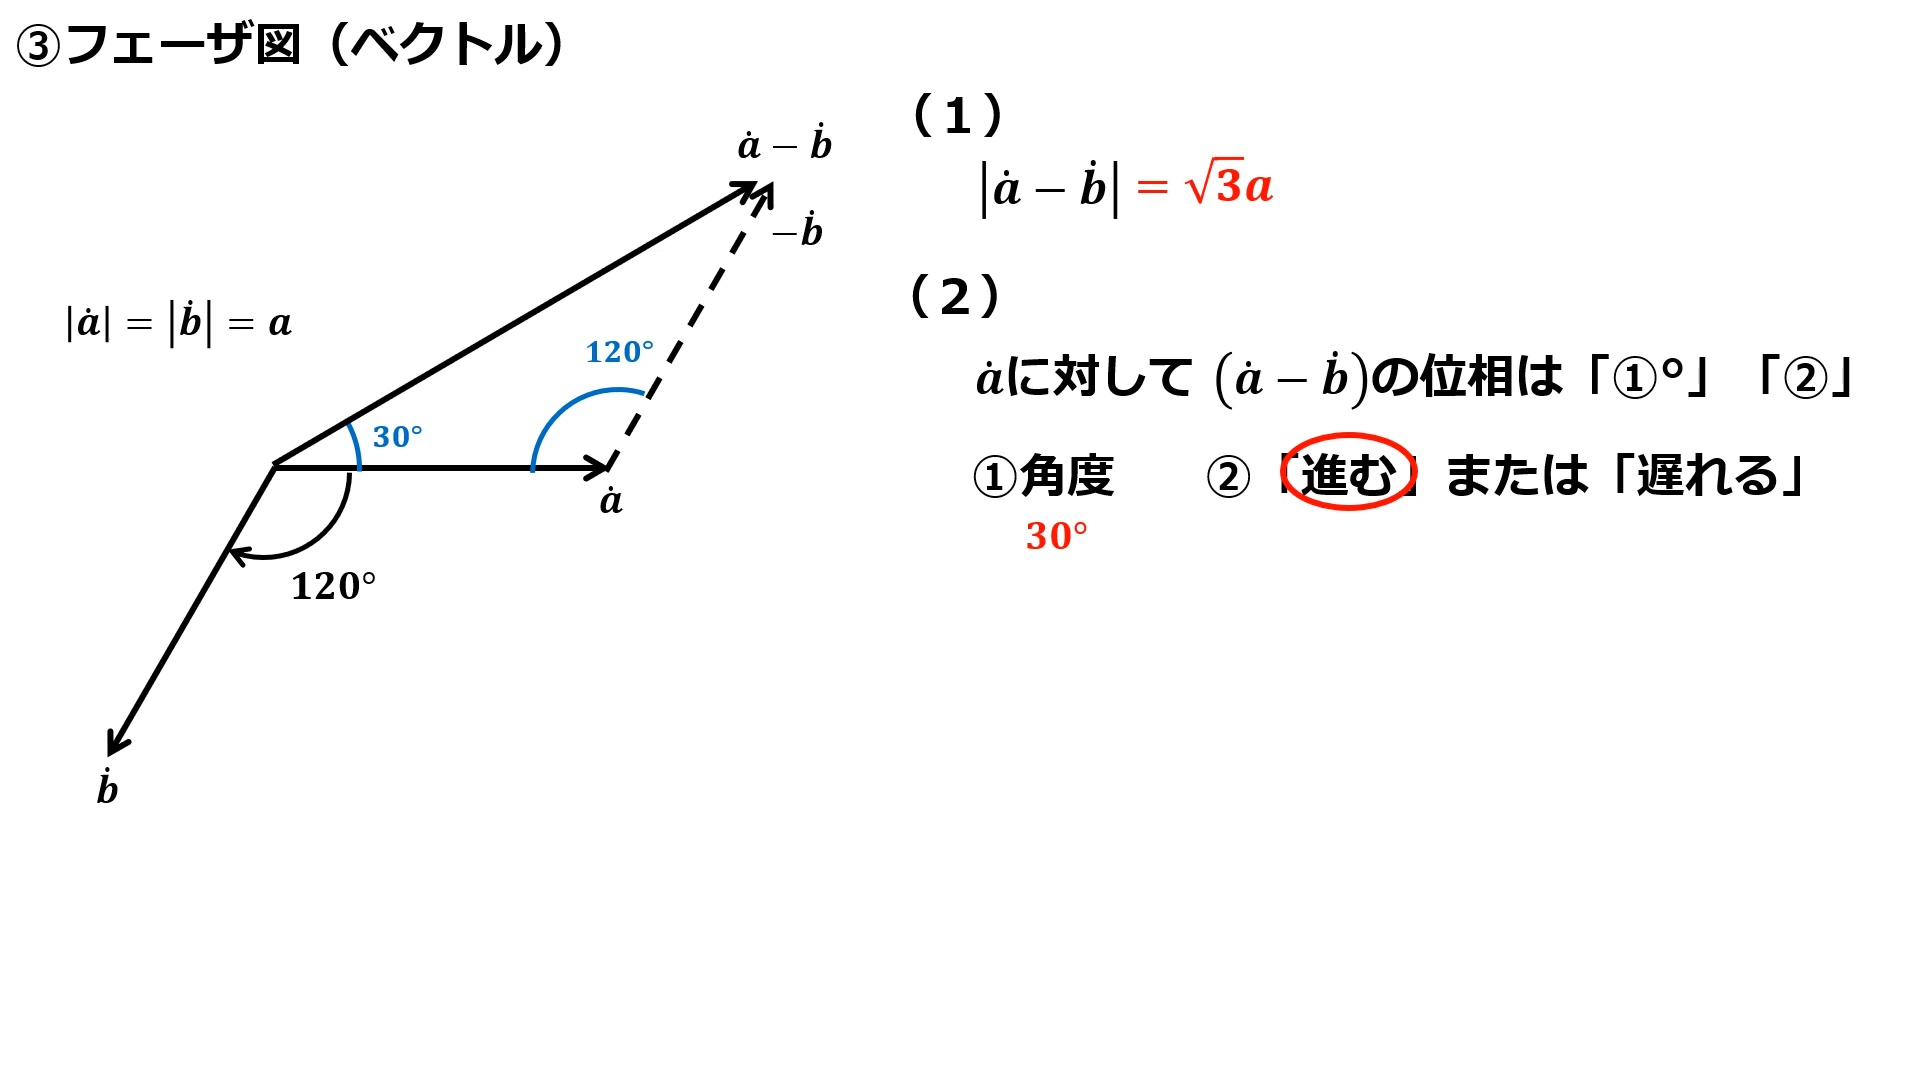 ③フェーザ図（ベクトル）
（１）
ȧ − ḃ
|ȧ − ḃ| = √3a
−ḃ
（２）
|ȧ| = |ḃ| = a
120°
ȧに対して (ȧ − ḃ)の位相は「①°」「②」
30°
①角度 ②「進む」または「遅れる」
ȧ
30°
120°
ḃ